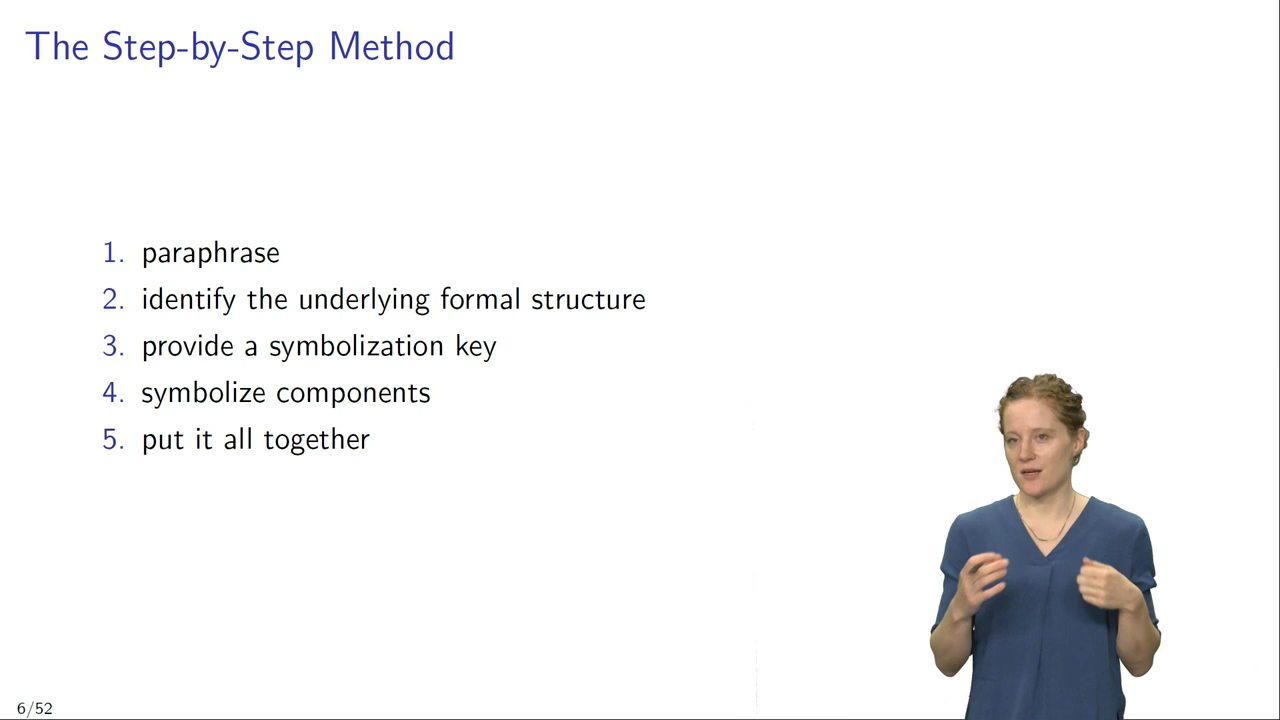 The Step-by-Step Method
1. paraphrase
2. identify the underlying formal structure
3. provide a symbolization key
4. symbolize components
5. put it all together
6/52